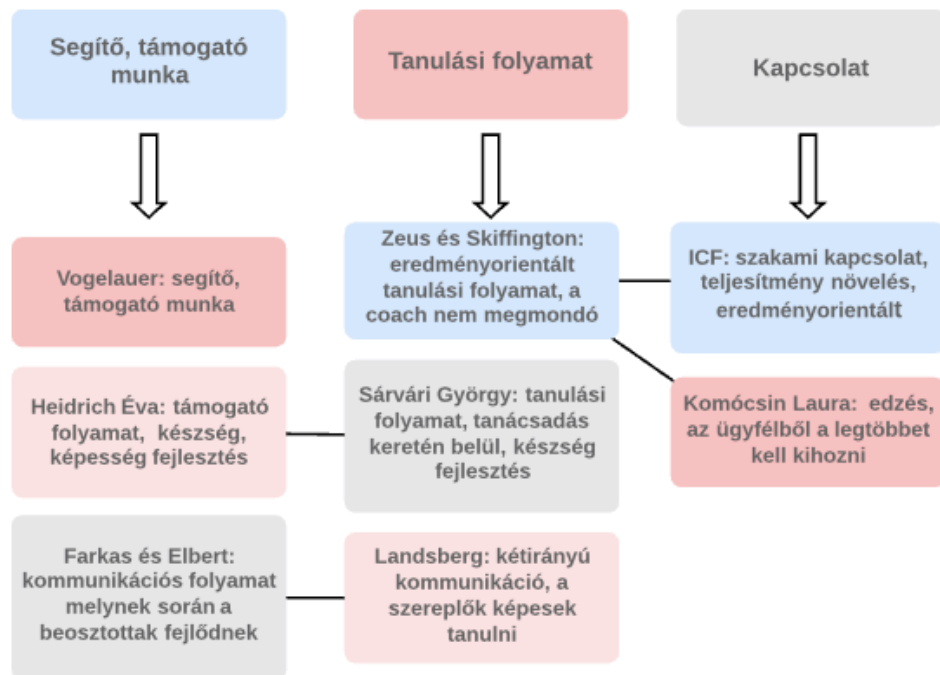 Segítő, támogató
munka
Tanulási folyamat
Kapcsolat
Vogelauer: segítő,
támogató munka
Heidrich Éva: támogató
folyamat, készség,
képesség fejlesztés
Farkas és Elbert:
kommunikációs folyamat
melynek során a
beosztottak fejlődnek
Zeus és Skiffington:
eredményorientált
tanulási folyamat, a
coach nem megmondó
Sárvári György: tanulási
folyamat, tanácsadás
keretén belül, készség
fejlesztés
Landsberg: kétirányú
kommunikáció, a
szereplők képesek
tanulni
ICF: szakami kapcsolat,
teljesítmény növelés,
eredményorientált
Komócsin Laura: edzés,
az ügyfélből a legtöbbet
kell kihozni